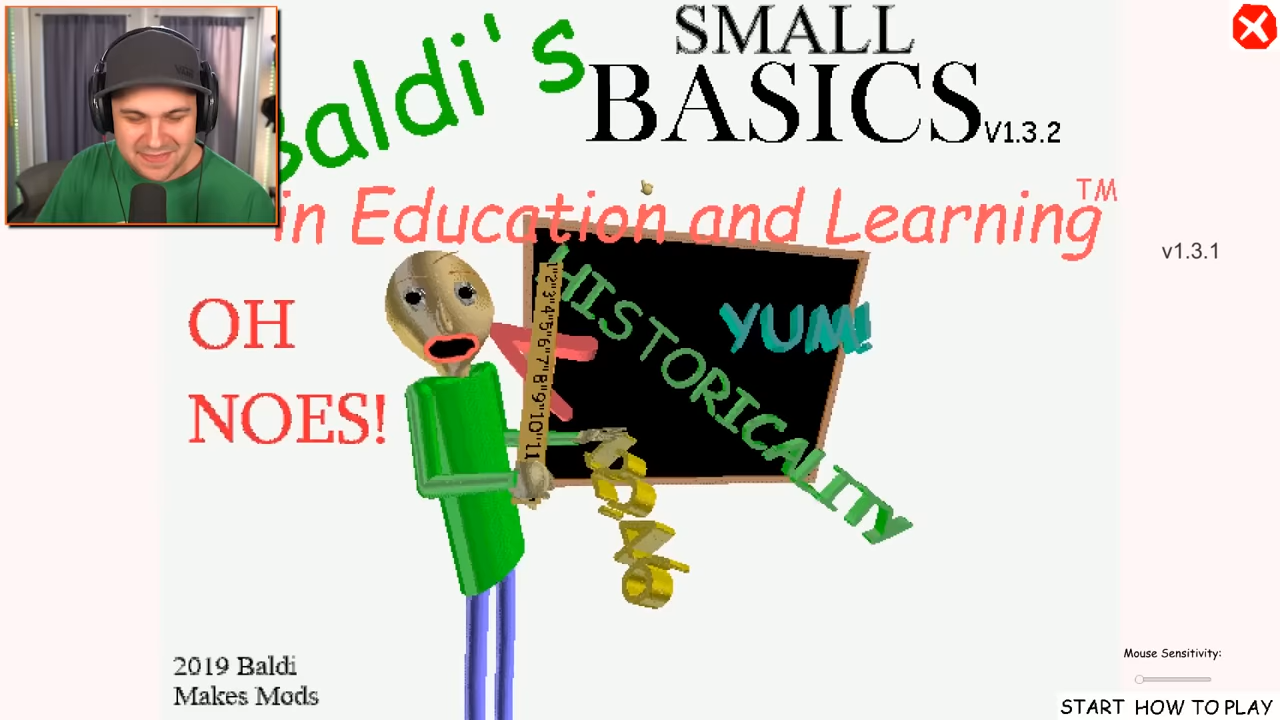 SMALL
Baldi's BASICS V1.3.2
in Education and Learning TM
v1.3.1
OH
NOES!
HISTORICALITY
YUM!
2019 Baldi
Makes Mods
Mouse Sensitivity:
START HOW TO PLAY